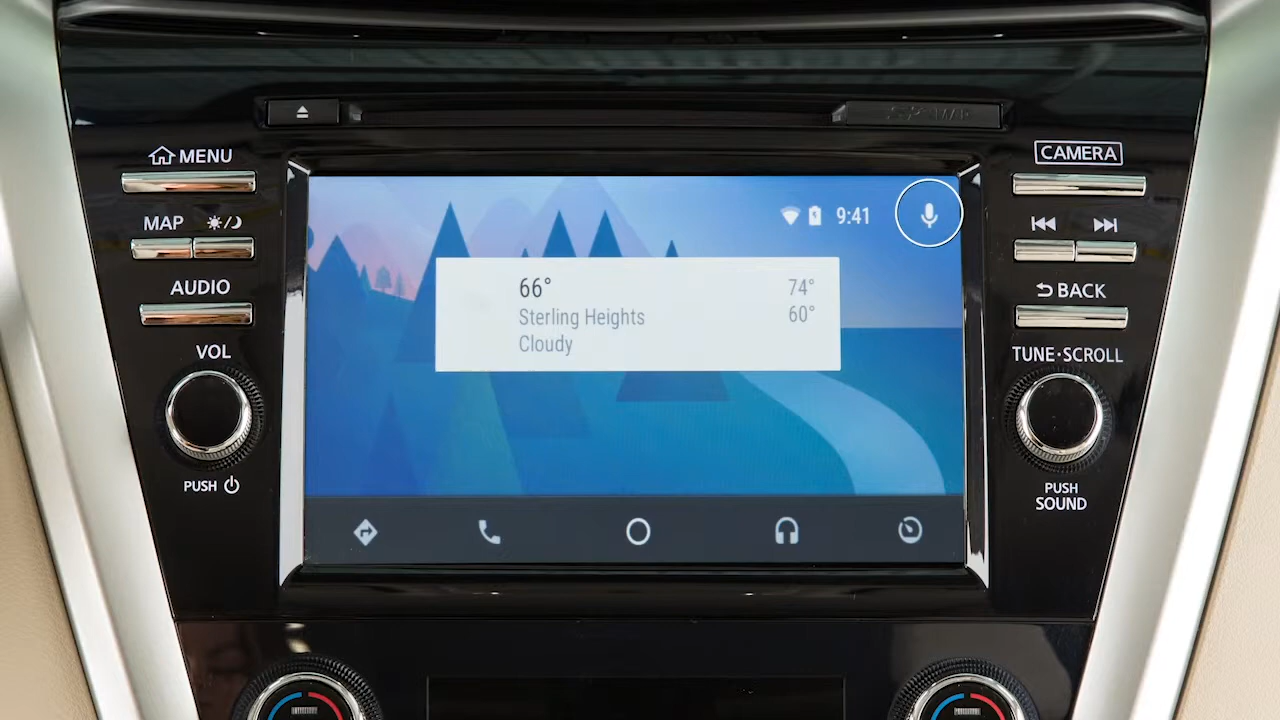 MENU
CAMERA
MAP
9:41
AUDIO
66°
74°
Sterling Heights
60°
Cloudy
BACK
VOL
TUNE·SCROLL
PUSH
PUSH
SOUND